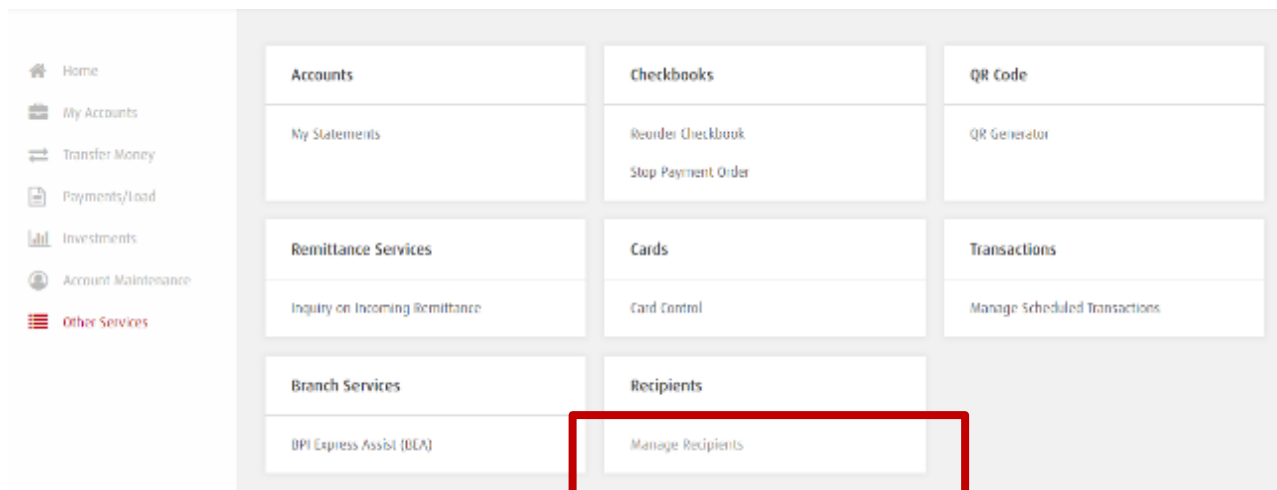 Home
My Accounts
Transfer Money
Payments/Load
Investments
Account Maintenance
Other Services
Accounts
My Statements
Checkbooks
Reorder Checkbook
Stop Payment Order
QR Code
QR Generator
Remittance Services
Inquiry on Incoming Remittance
Cards
Card Control
Transactions
Manage Scheduled Transactions
Branch Services
BPI Express Assist (BEA)
Recipients
Manage Recipients